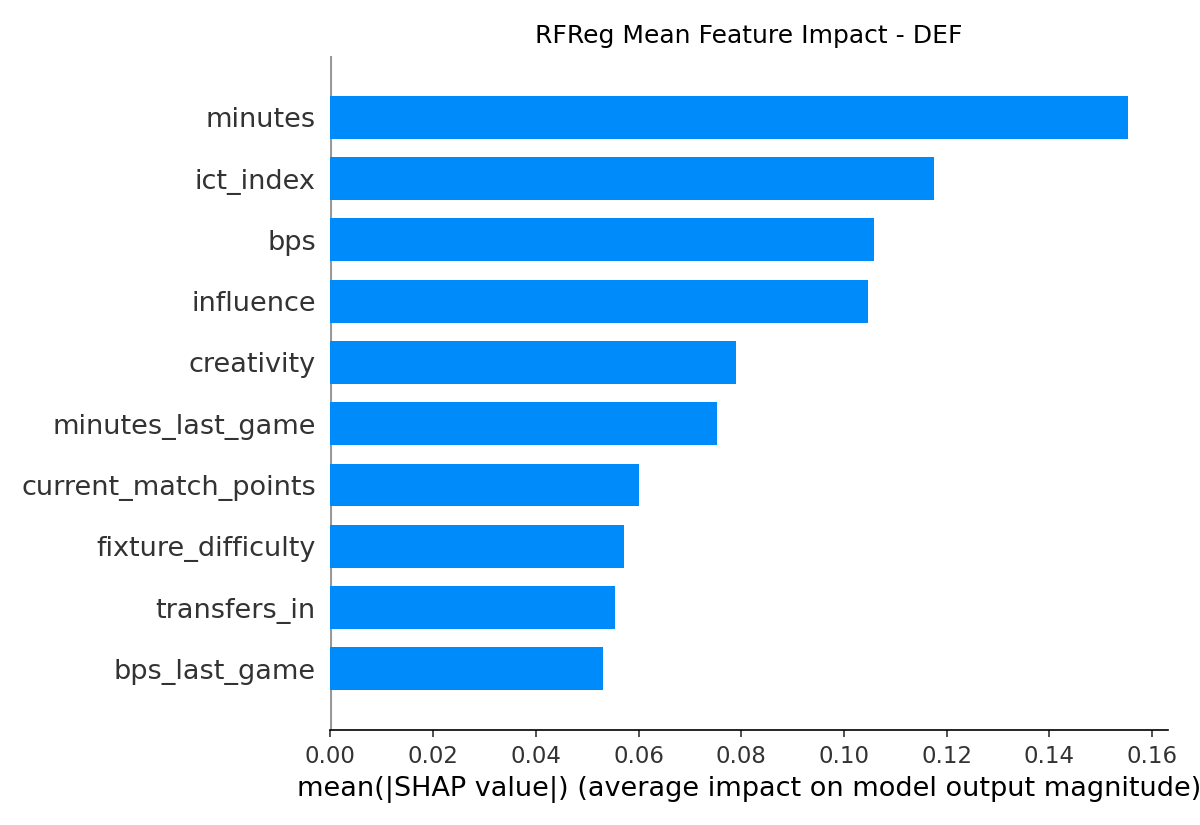 RFReg Mean Feature Impact - DEF
minutes
ict_index
bps
influence
creativity
minutes_last_game
current_match_points
fixture_difficulty
transfers_in
bps_last_game
0.00 0.02 0.04 0.06 0.08 0.10 0.12 0.14 0.16
mean(|SHAP value|) (average impact on model output magnitude)